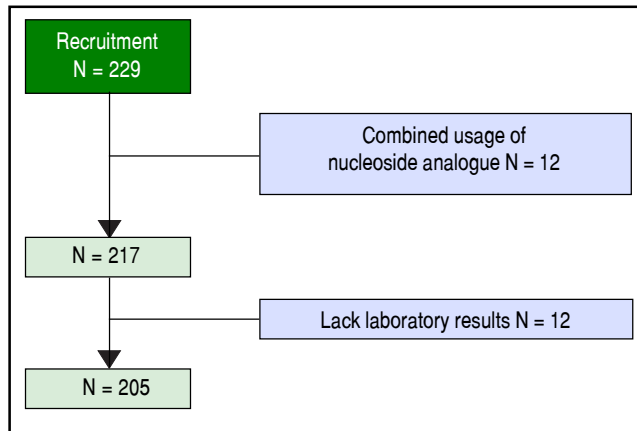 Recruitment
N = 229
Combined usage of
nucleoside analogue N = 12
N = 217
Lack laboratory results N = 12
N = 205